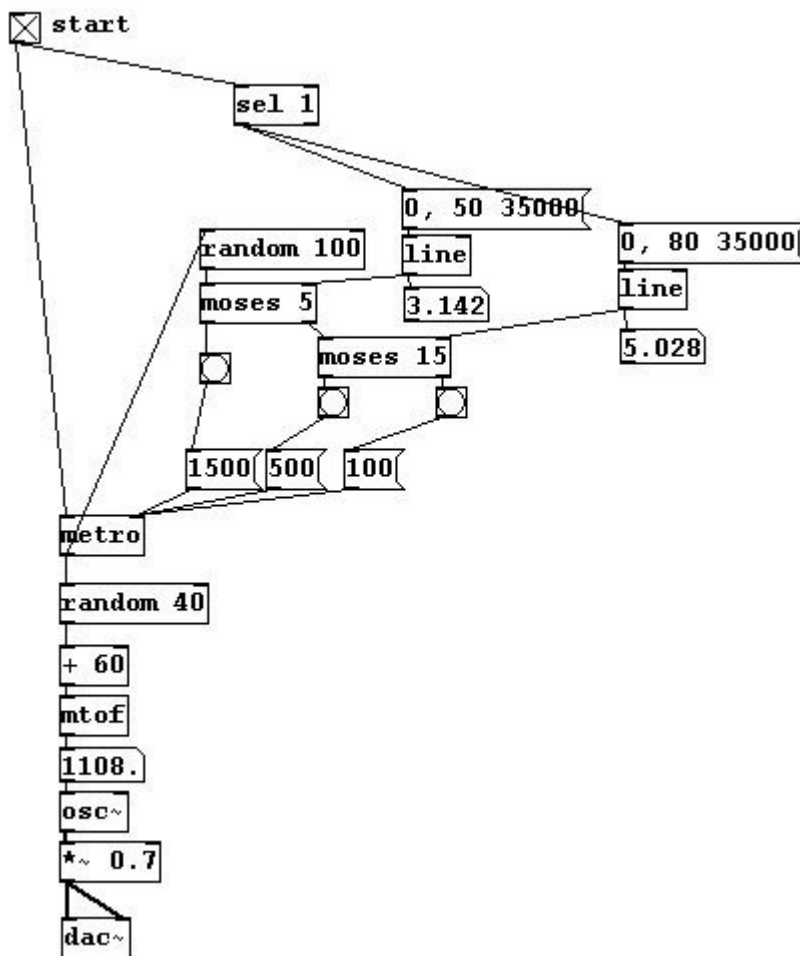 start
sel 1
0, 50 35000
0, 80 35000
random 100
line
line
moses 5
3.142
5.028
moses 15
1500
500
100
metro
random 40
+ 60
mtof
1108.
osc~
*~ 0.7
dac~